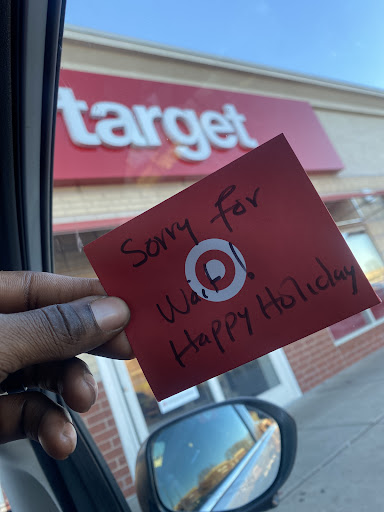 target
Sorry for
Wait!
Happy Holiday